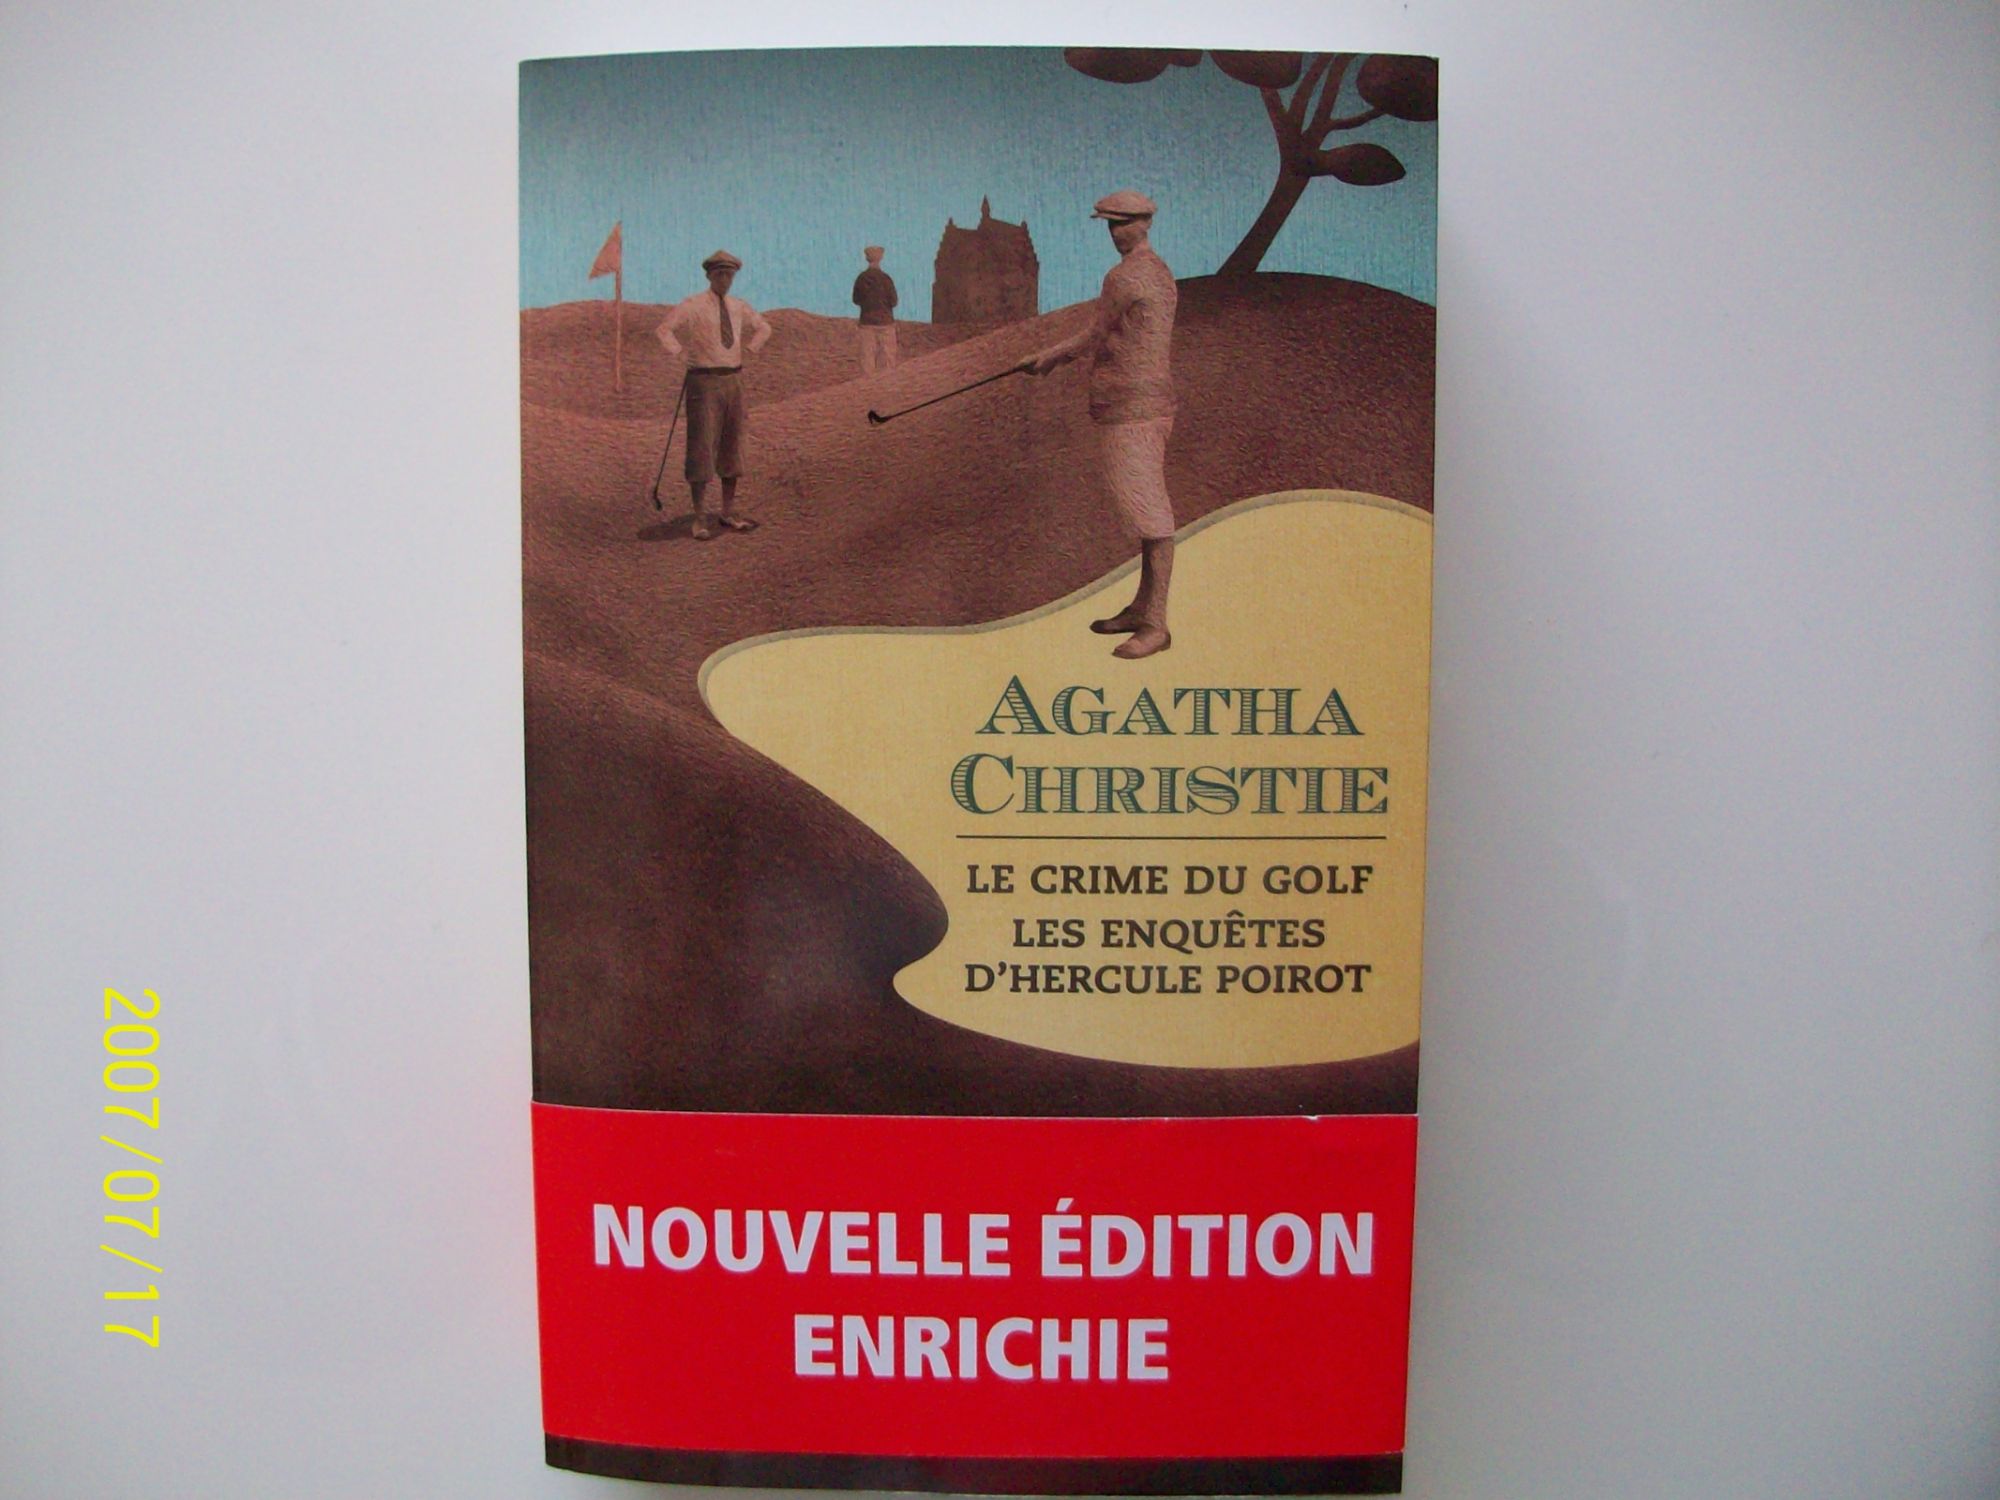 AGATHA
CHRISTIE
LE CRIME DU GOLF
LES ENQUÊTES
D'HERCULE POIROT
NOUVELLE ÉDITION
ENRICHIE
2007/07/17